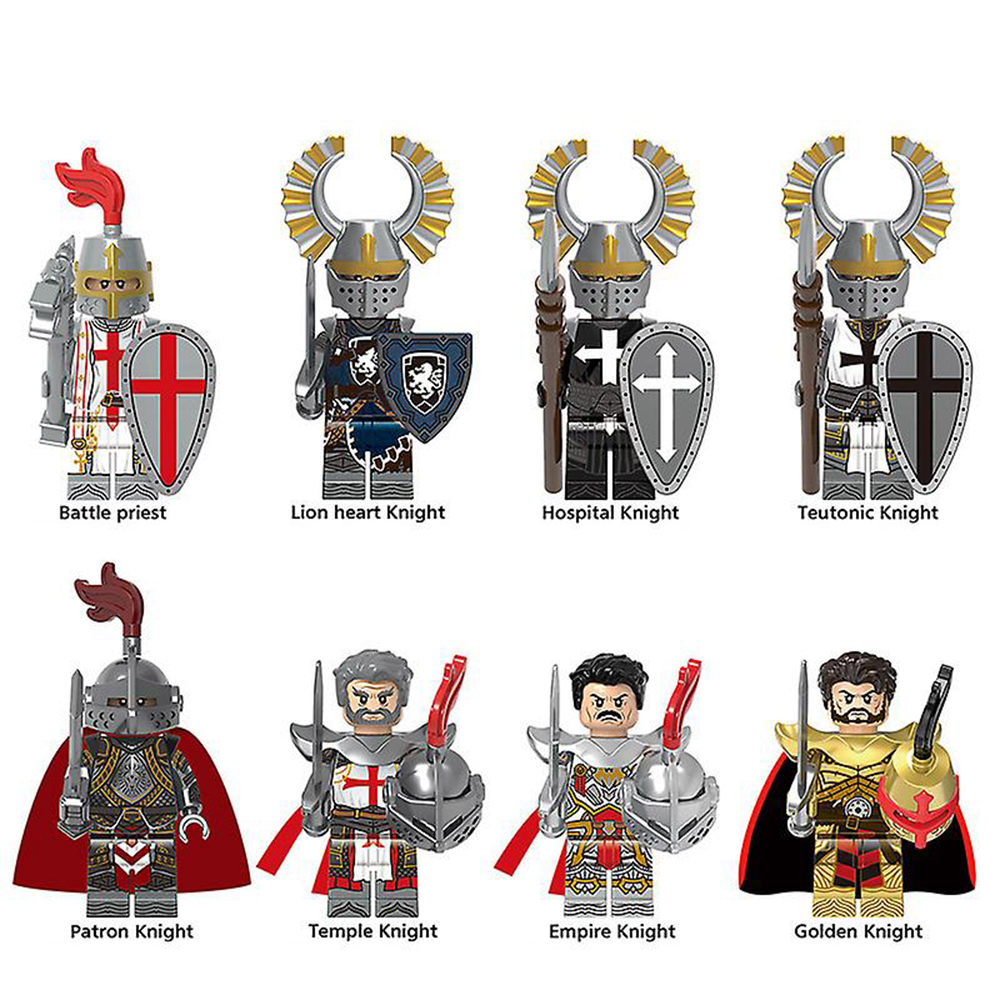 Battle priest
Lion heart Knight
Hospital Knight
Teutonic Knight
Patron Knight
Temple Knight
Empire Knight
Golden Knight